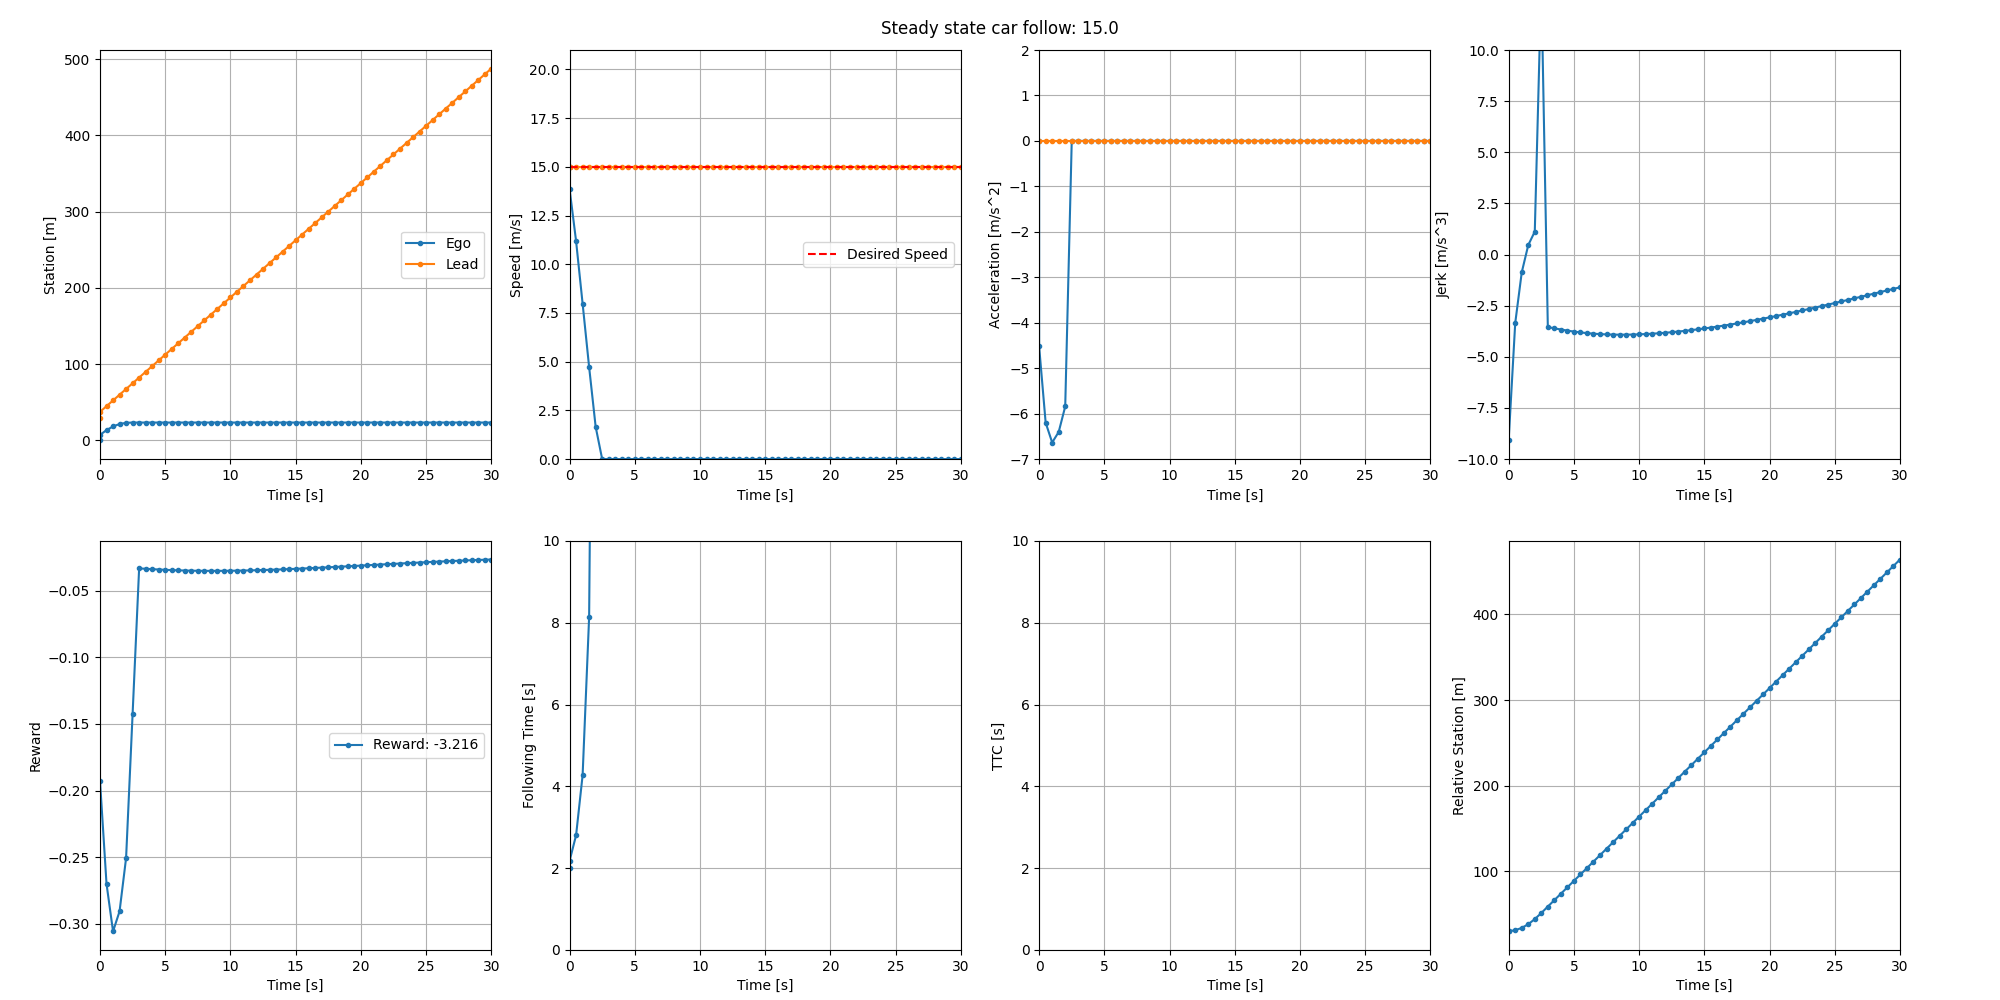 Steady state car follow: 15.0
Station [m]
500
400
300
200
100
0
0 5 10 15 20 25 30
Time [s]
Ego
Lead
Speed [m/s]
20.0
17.5
15.0
12.5
10.0
7.5
5.0
2.5
0.0
0 5 10 15 20 25 30
Time [s]
Desired Speed
Acceleration [m/s^2]
2
1
0
−1
−2
−3
−4
−5
−6
−7
0 5 10 15 20 25 30
Time [s]
Jerk [m/s^3]
10.0
7.5
5.0
2.5
0.0
−2.5
−5.0
−7.5
−10.0
0 5 10 15 20 25 30
Time [s]
Reward
−0.05
−0.10
−0.15
−0.20
−0.25
−0.30
0 5 10 15 20 25 30
Time [s]
Reward: -3.216
Following Time [s]
10
8
6
4
2
0
0 5 10 15 20 25 30
Time [s]
TTC [s]
10
8
6
4
2
0
0 5 10 15 20 25 30
Time [s]
Relative Station [m]
400
300
200
100
0 5 10 15 20 25 30
Time [s]